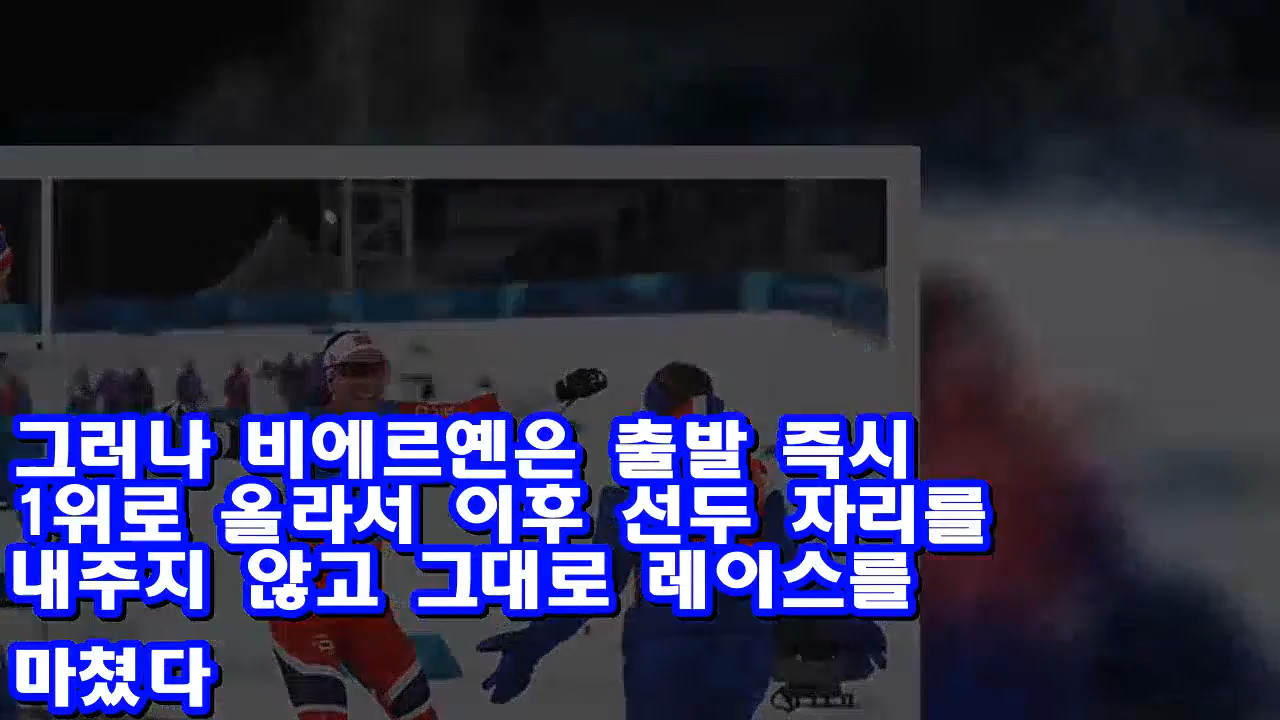 그러나 비에르옌은 출발 즉시
1위로 올라서 이후 선두 자리를
내주지 않고 그대로 레이스를
마쳤다